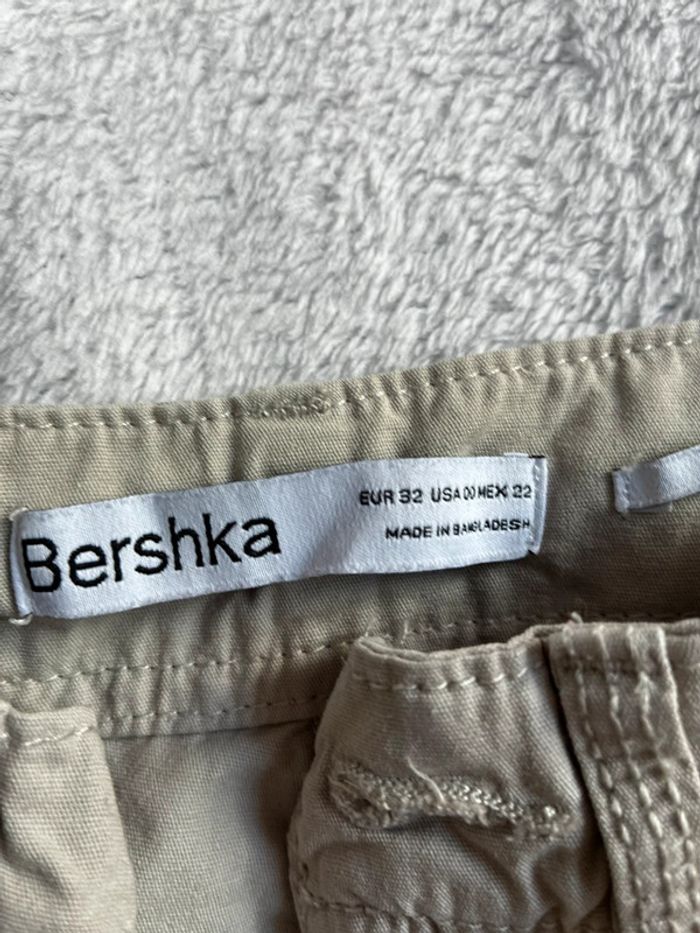 Bershka
EUR 32 USA 00 MEX 22
MADE IN BANGLADESH